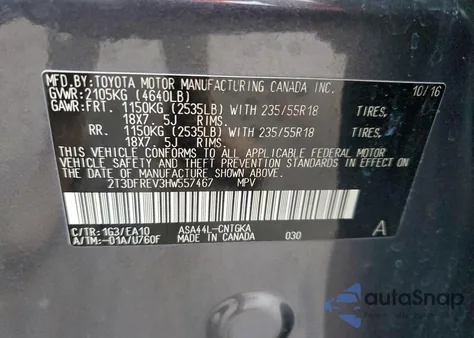 MFD.BY:TOYOTA MOTOR MANUFACTURING CANADA INC. 10/16
GVWR:2105KG (4640LB)
GAWR:FRT. 1150KG (2535LB) WITH 235/55R18 TIRES,
18X7. 5J RIMS.
RR. 1150KG (2535LB) WITH 235/55R18 TIRES,
18X7. 5J RIMS.
THIS VEHICLE CONFORMS TO ALL APPLICABLE FEDERAL MOTOR
VEHICLE SAFETY AND THEFT PREVENTION STANDARDS IN EFFECT ON
THE DATE OF MANUFACTURE SHOWN ABOVE.
2T3DFREV3HW557467 MPV
C/TR:1G3/EA10 ASA44L-CNTGKA A
A/TM:-01A/U760F MADE IN CANADA 030
autoSnap